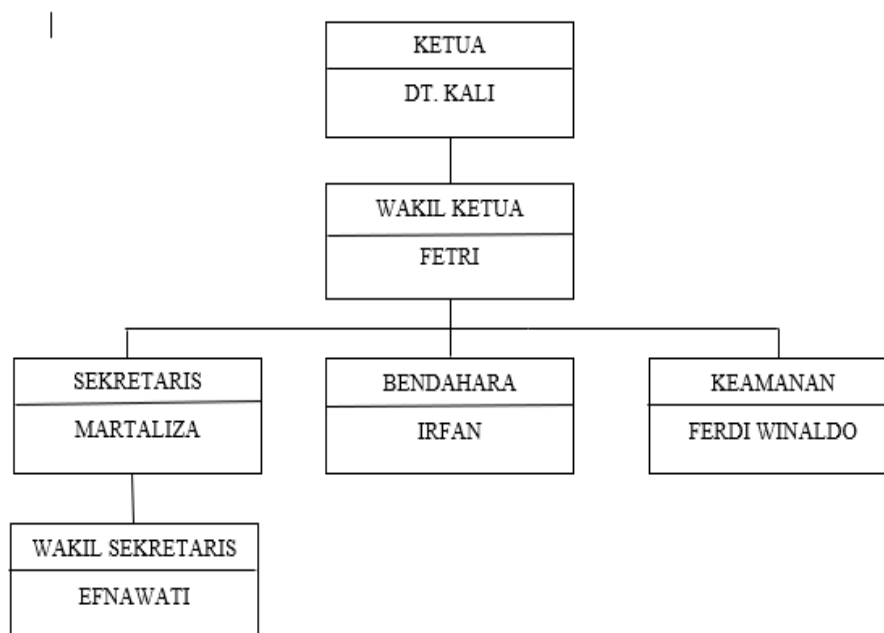 KETUA
DT. KALI
WAKIL KETUA
FETRI
SEKRETARIS
MARTALIZA
BENDAHARA
IRFAN
KEAMANAN
FERDI WINALDO
WAKIL SEKRETARIS
EFNAWATI